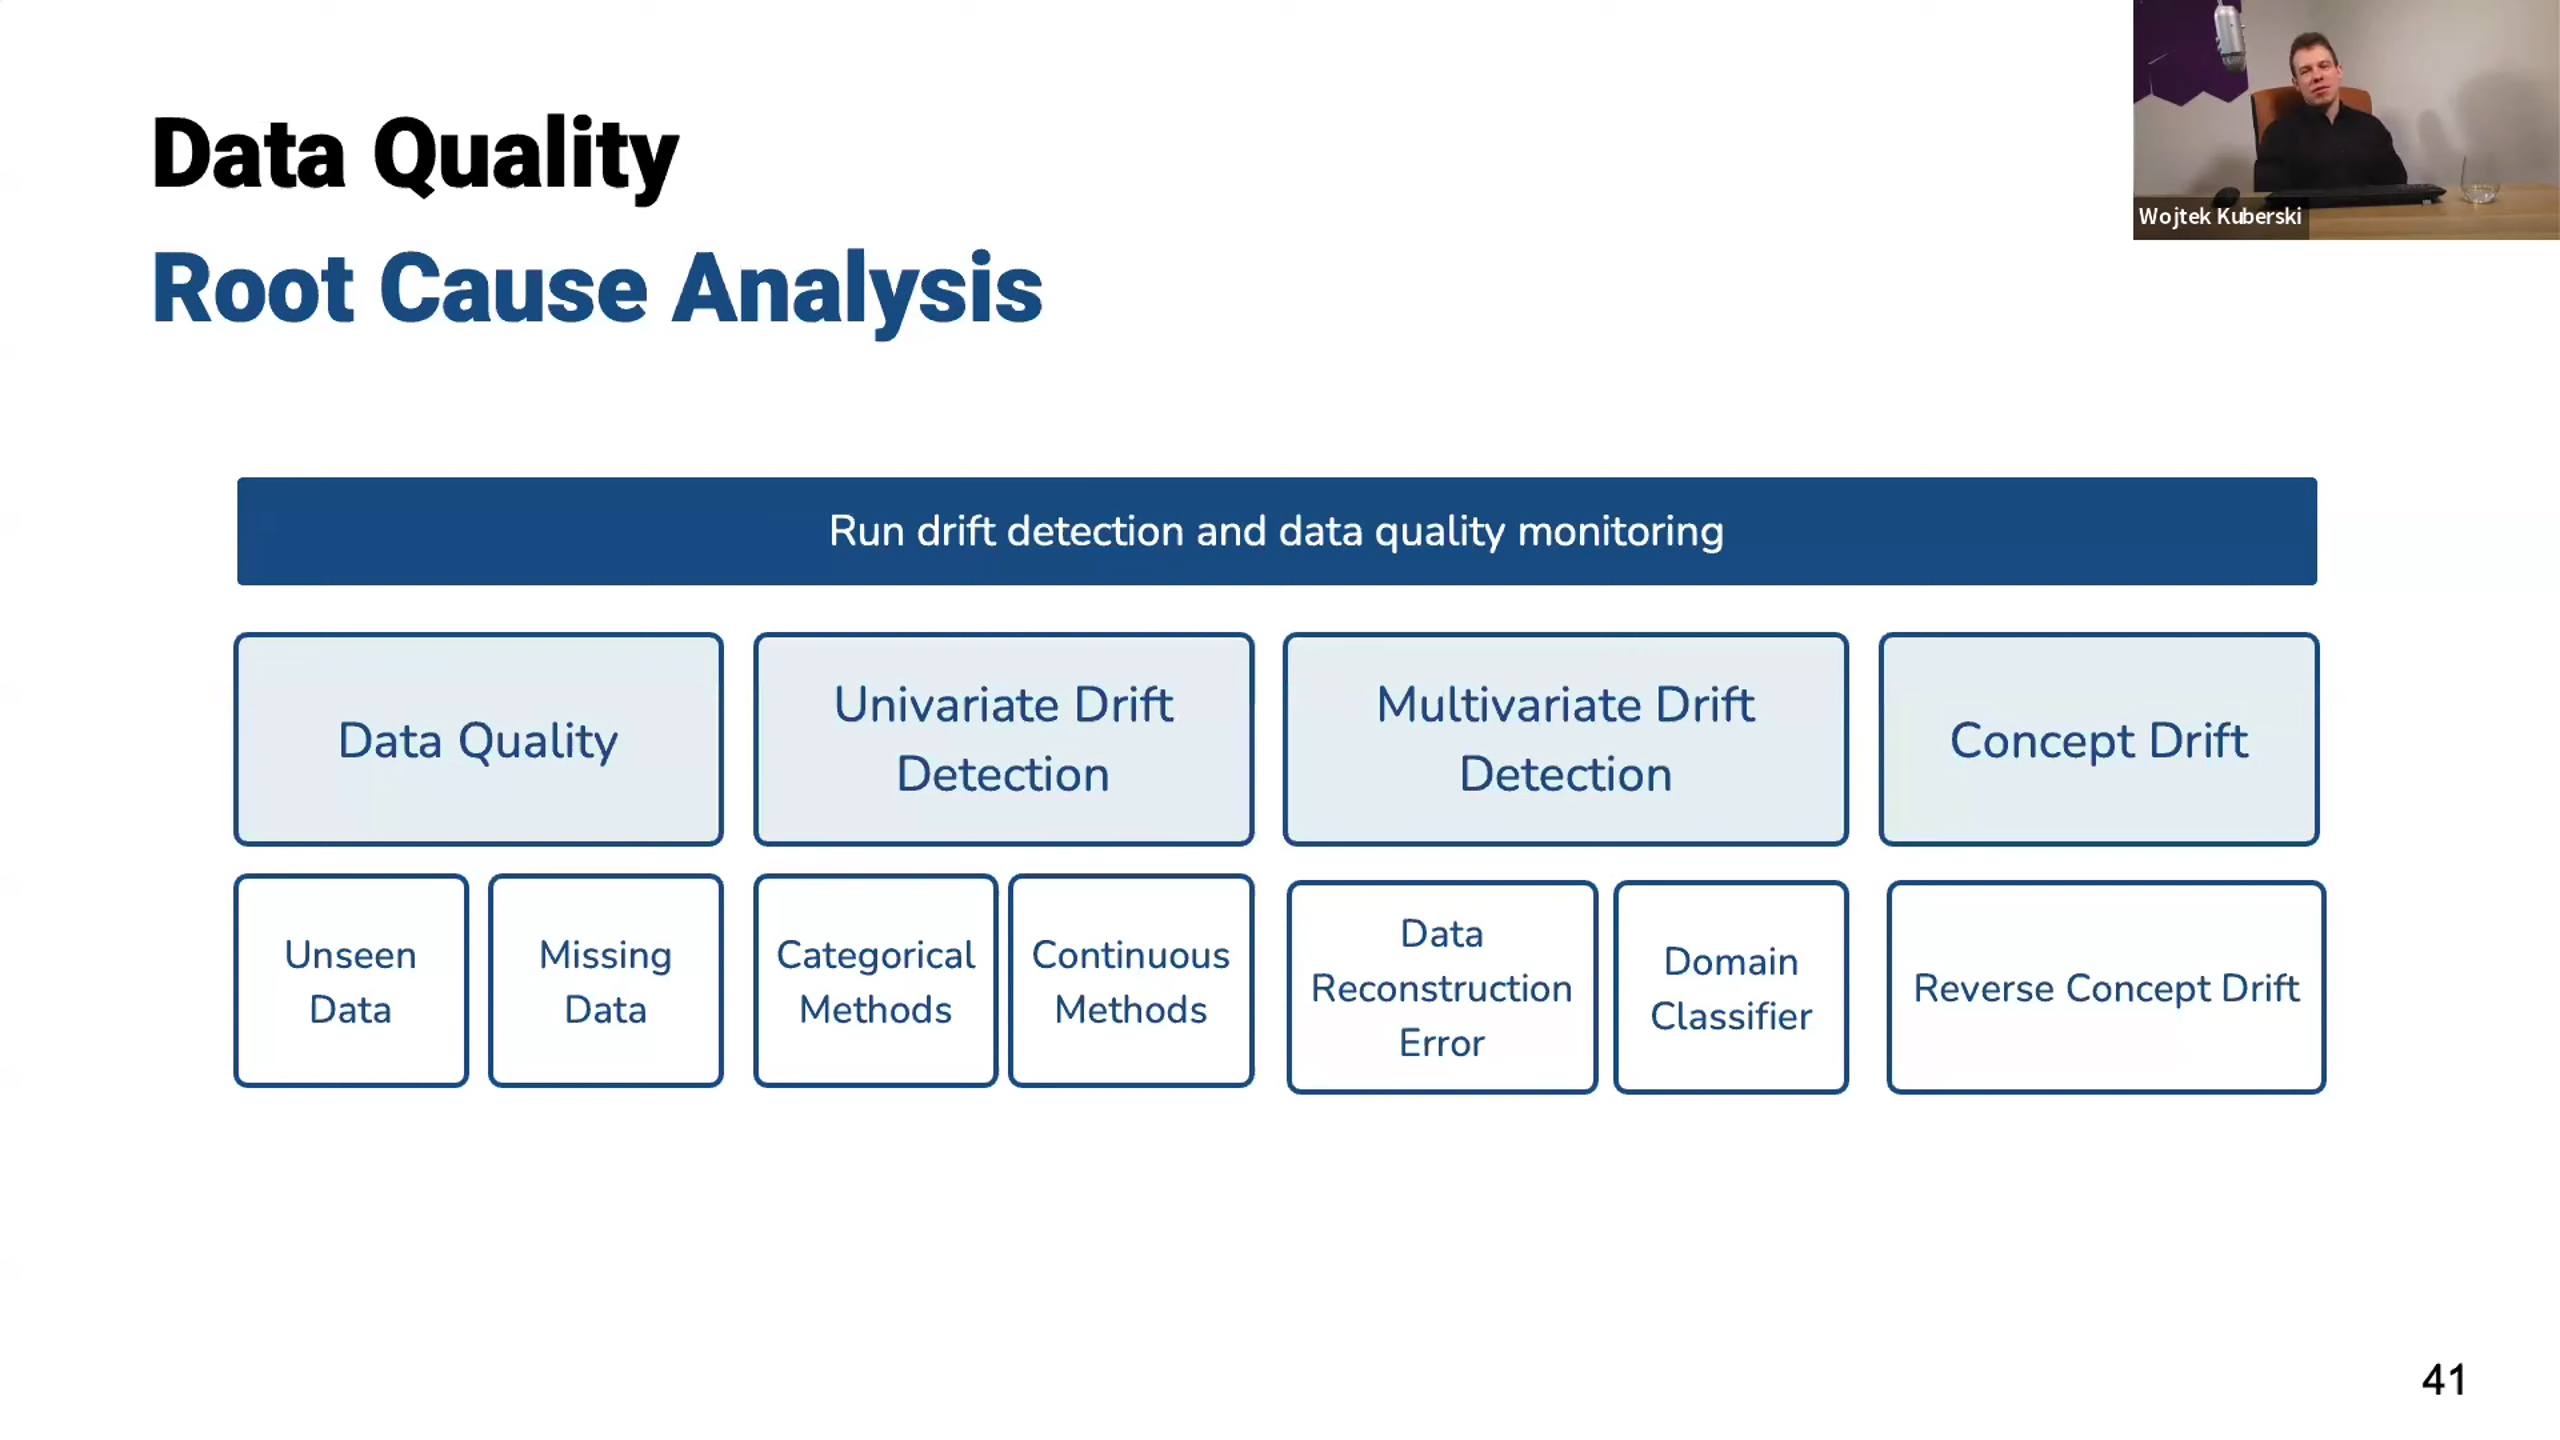 Data Quality
Root Cause Analysis
Wojtek Kuberski
Run drift detection and data quality monitoring
Data Quality
Univariate Drift
Detection
Multivariate Drift
Detection
Concept Drift
Unseen
Data
Missing
Data
Categorical
Methods
Continuous
Methods
Data
Reconstruction
Error
Domain
Classifier
Reverse Concept Drift
41